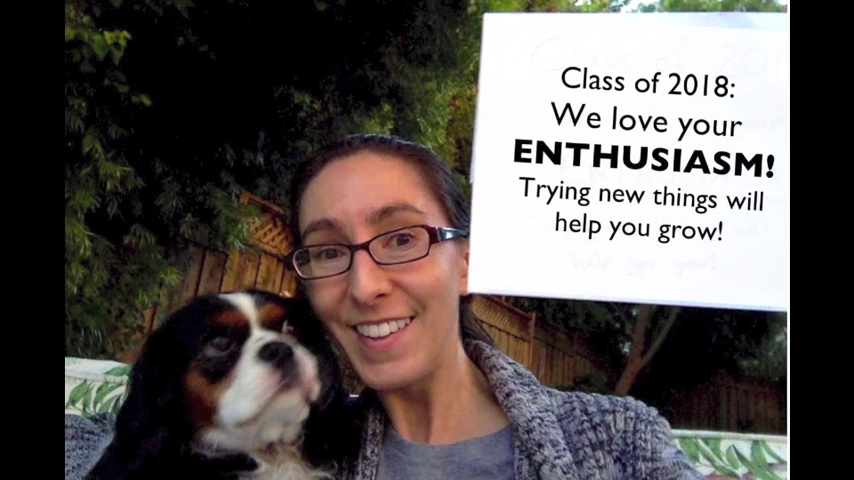 Class of 2018:
We love your
ENTHUSIASM!
Trying new things will
help you grow!